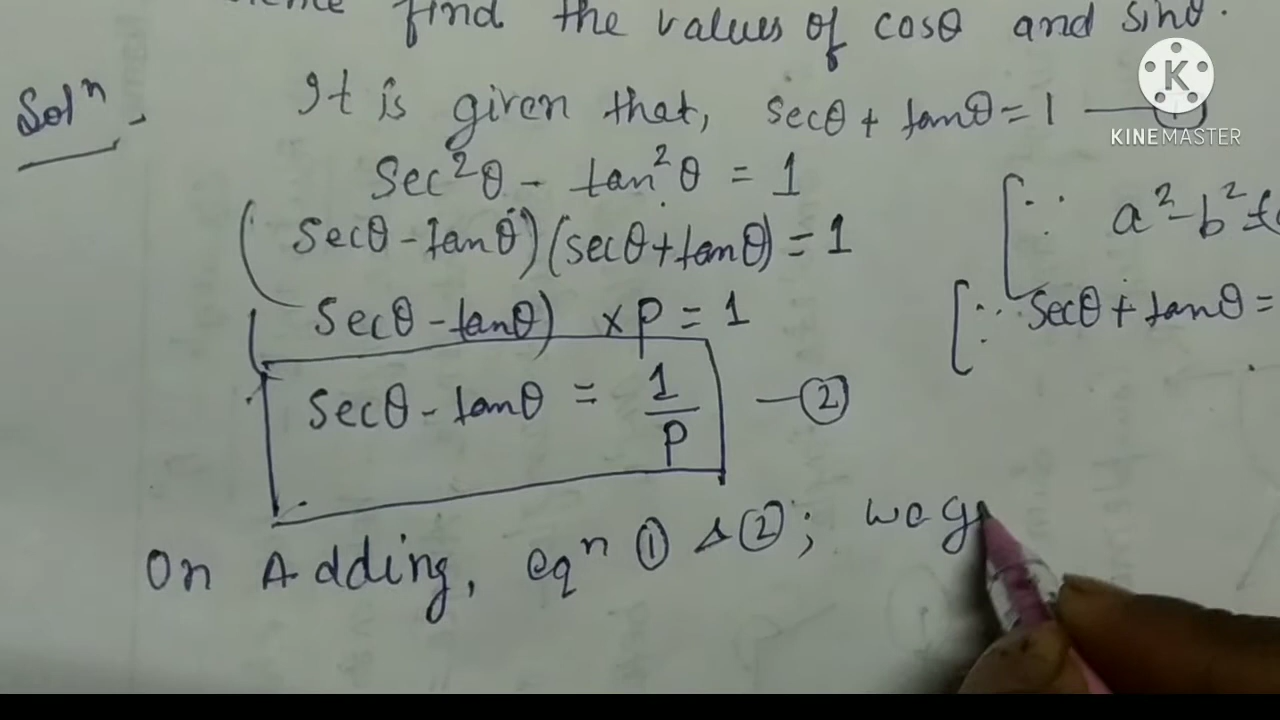 find the values of cosθ and sinθ.
Solⁿ.
It is given that, secθ + tanθ = 1 —①
KINEMASTER
Sec²θ - tan²θ = 1
(secθ - tanθ)(secθ + tanθ) = 1
[∵ a² - b²
(secθ - tanθ) × P = 1
[∵ secθ + tanθ =
secθ - tanθ = 1/P —②
On Adding, eqⁿ ① & ②; we g